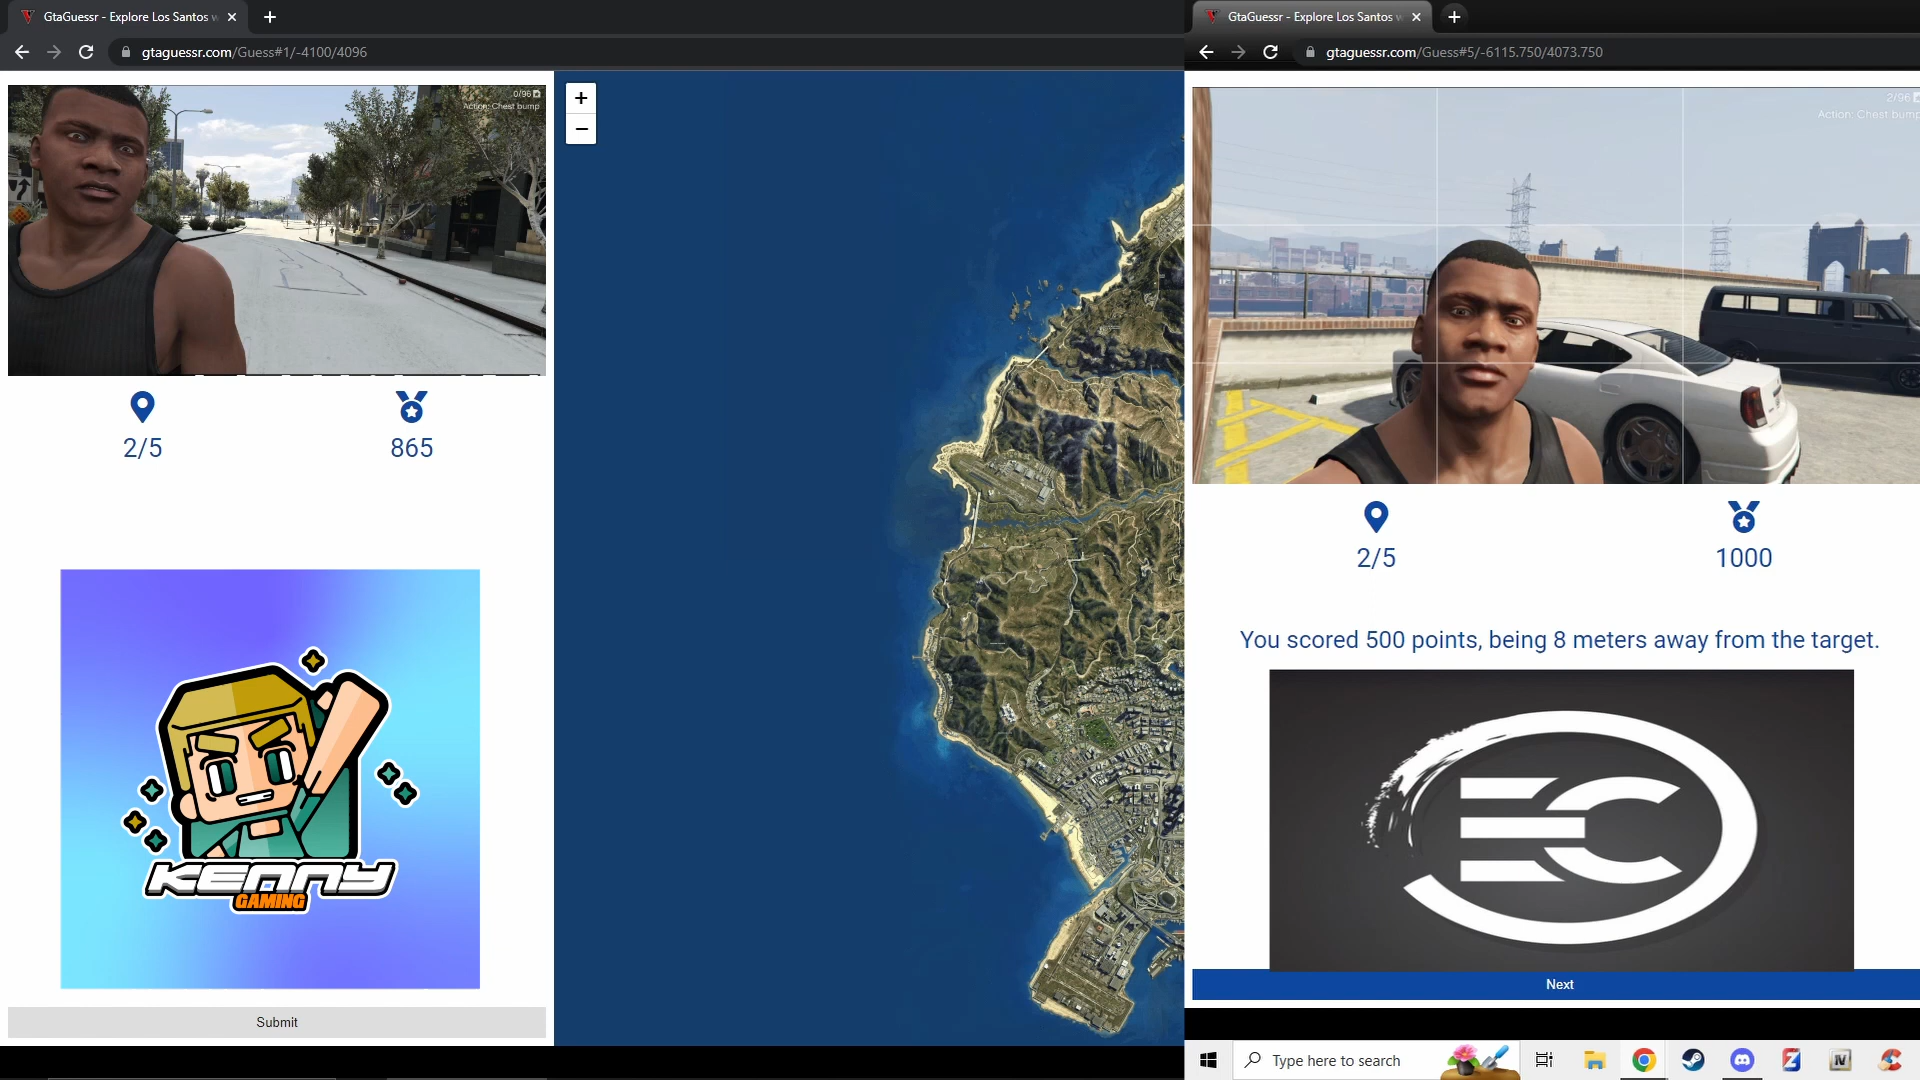 GtaGuessr - Explore Los Santos w
gtaguessr.com/Guess#1/-4100/4096
0/96
Action: Chest bump
2/5
865
KENNY
GAMING
Submit
+
−
GtaGuessr - Explore Los Santos w
gtaguessr.com/Guess#5/-6115.750/4073.750
2/96
Action: Chest bump
2/5
1000
You scored 500 points, being 8 meters away from the target.
EC
Next
Type here to search
IV